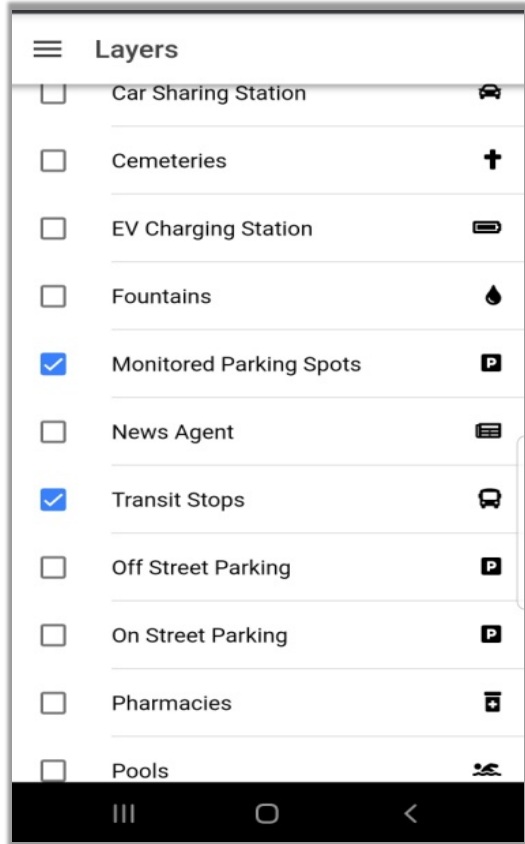 Layers
Car Sharing Station
Cemeteries
EV Charging Station
Fountains
Monitored Parking Spots
P
News Agent
Transit Stops
Off Street Parking
P
On Street Parking
P
Pharmacies
Pools